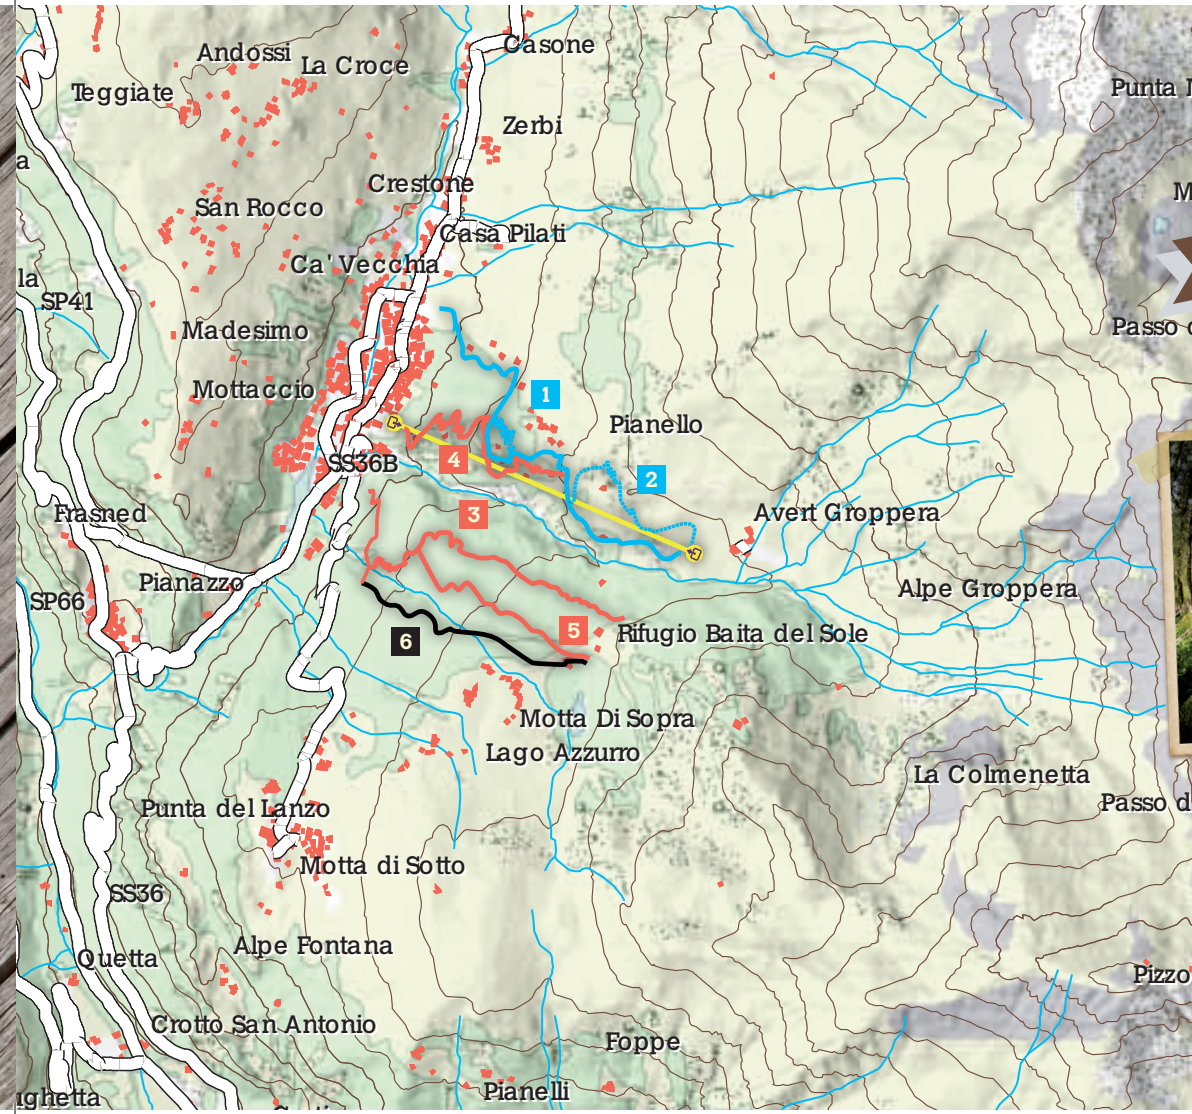 Casone
Andossi
La Croce
Teggiate
Punta
Zerbi
a
Crestone
M
San Rocco
Casa Pilati
Ca' Vecchia
la
SP41
Madesimo
Passo
Mottaccio
1
Pianello
4
SS36B
2
Frasned
3
Avert Groppera
Pianazzo
Alpe Groppera
SP66
6
5
Rifugio Baita del Sole
Motta Di Sopra
Lago Azzurro
La Colmenetta
Punta del Lanzo
Passo d
Motta di Sotto
SS36
Alpe Fontana
Quetta
Pizzo
Crotto San Antonio
Foppe
Pianelli
ighetta